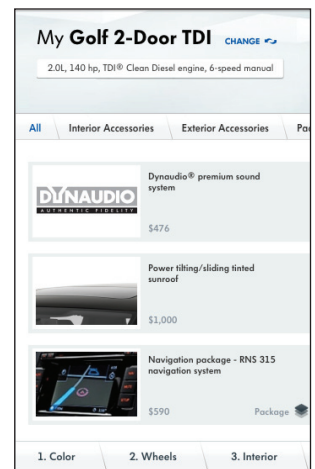 My Golf 2-Door TDI CHANGE
2.0L, 140 hp, TDI® Clean Diesel engine, 6-speed manual
All Interior Accessories Exterior Accessories Pac
DYNAUDIO
AUTHENTIC FIDELITY
Dynaudio® premium sound
system
$476
Power tilting/sliding tinted
sunroof
$1,000
Navigation package - RNS 315
navigation system
$590 Package
1. Color 2. Wheels 3. Interior